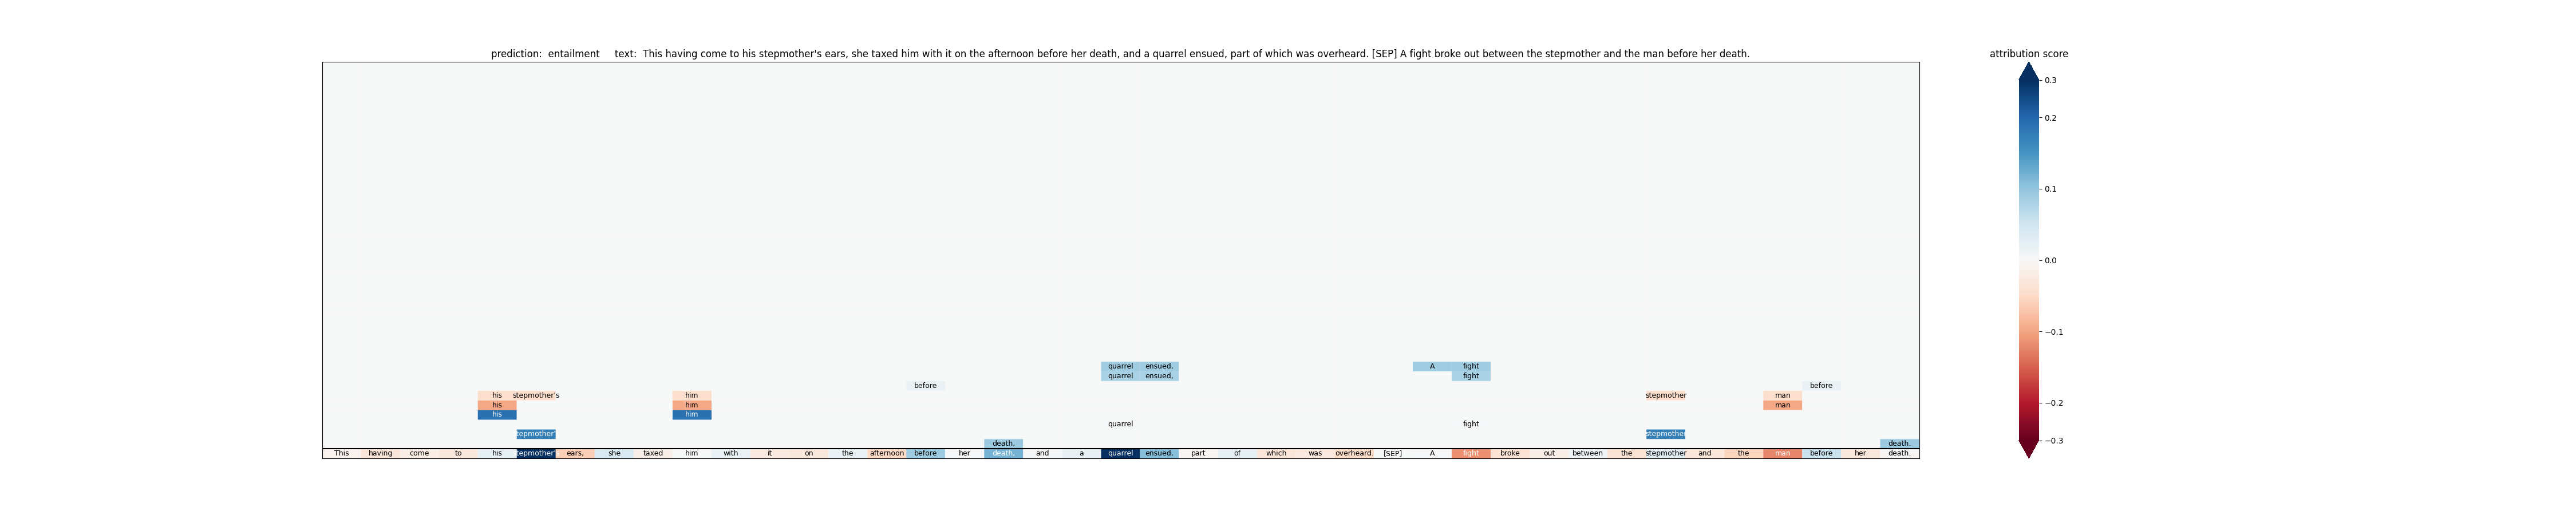 prediction:  entailment     text:  This having come to his stepmother's ears, she taxed him with it on the afternoon before her death, and a quarrel ensued, part of which was overheard. [SEP] A fight broke out between the stepmother and the man before her death.
attribution score
0.3
0.2
0.1
0.0
−0.1
−0.2
−0.3
quarrel ensued, A fight
quarrel ensued, fight
before before
his stepmother's him stepmother man
his him man
his him
quarrel fight
tepmother' stepmother
death, death.
This having come to his tepmother' ears, she taxed him with it on the afternoon before her death, and a quarrel ensued, part of which was overheard. [SEP] A fight broke out between the stepmother and the man before her death.